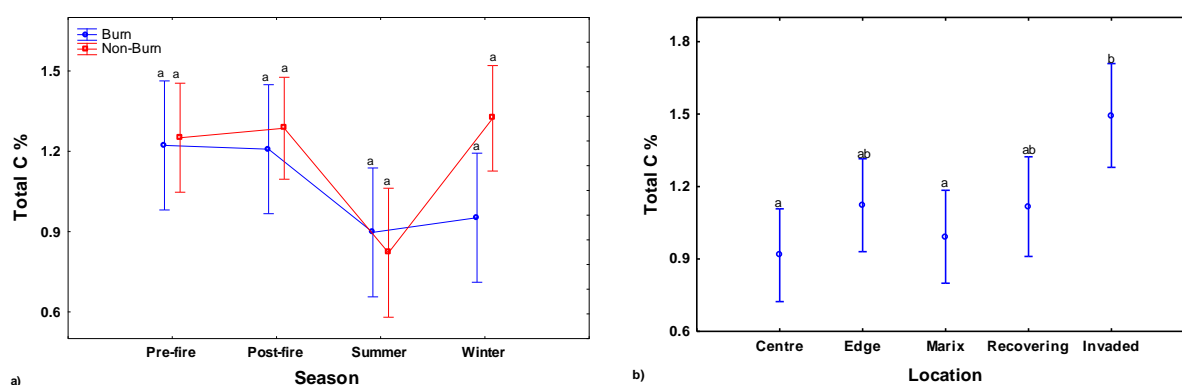 Burn
Non-Burn
Total C %
1.5
1.2
0.9
0.6
a a a a a a a a
Pre-fire Post-fire Summer Winter
Season
a)
Total C %
1.8
1.5
1.2
0.9
0.6
a ab a ab b
Centre Edge Marix Recovering Invaded
Location
b)